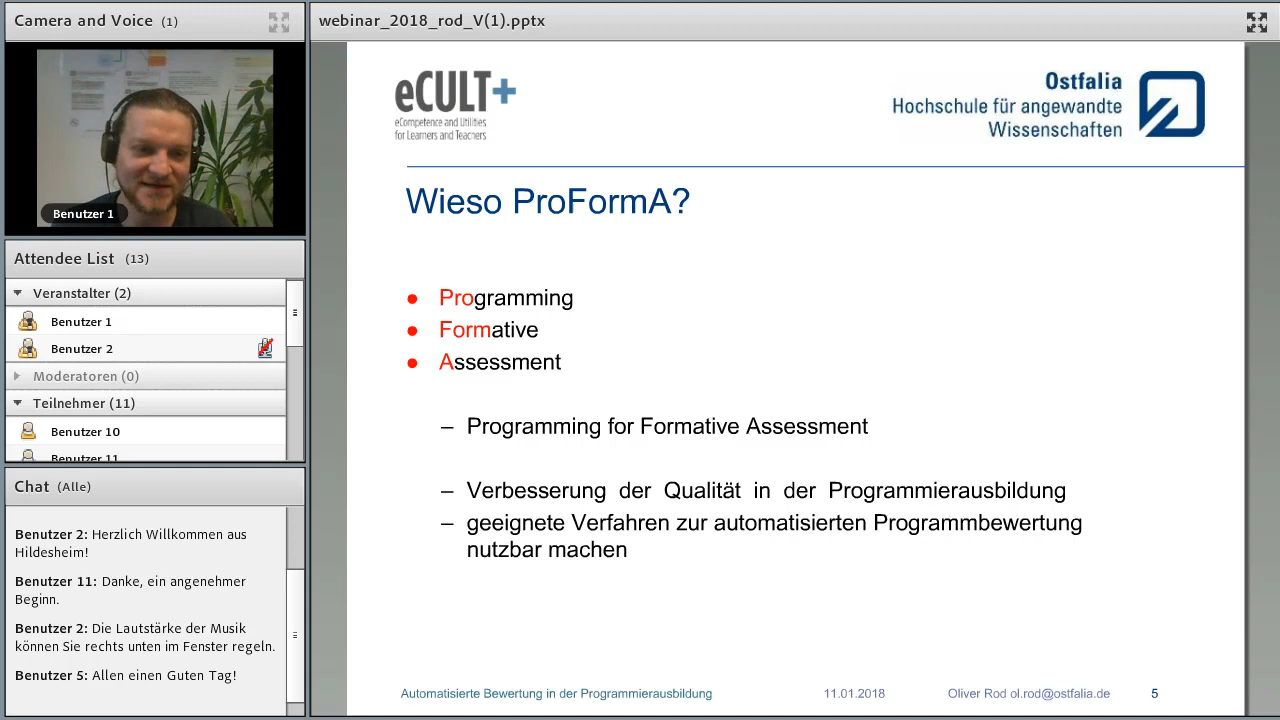 Camera and Voice (1)
Benutzer 1
Attendee List (13)
Veranstalter (2)
Benutzer 1
Benutzer 2
Moderatoren (0)
Teilnehmer (11)
Benutzer 10
Benutzer 11
Chat (Alle)
Benutzer 2: Herzlich Willkommen aus
Hildesheim!
Benutzer 11: Danke, ein angenehmer
Beginn.
Benutzer 2: Die Lautstärke der Musik
können Sie rechts unten im Fenster regeln.
Benutzer 5: Allen einen Guten Tag!
webinar_2018_rod_V(1).pptx
eCULT+
eCompetence and Utilities
for Learners and Teachers
Ostfalia
Hochschule für angewandte
Wissenschaften
Wieso ProFormA?
● Programming
● Formative
● Assessment
– Programming for Formative Assessment
– Verbesserung der Qualität in der Programmierausbildung
– geeignete Verfahren zur automatisierten Programmbewertung
nutzbar machen
Automatisierte Bewertung in der Programmierausbildung 11.01.2018 Oliver Rod ol.rod@ostfalia.de 5